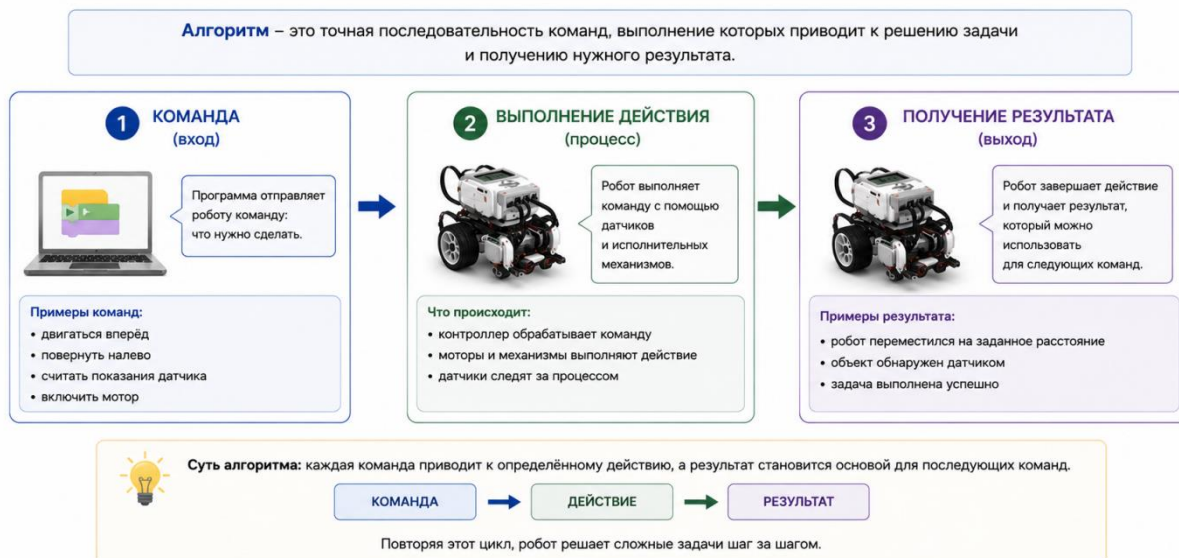 Алгоритм – это точная последовательность команд, выполнение которых приводит к решению задачи
и получению нужного результата.
1
КОМАНДА
(вход)
Программа отправляет
роботу команду:
что нужно сделать.
Примеры команд:
• двигаться вперёд
• повернуть налево
• считать показания датчика
• включить мотор
2
ВЫПОЛНЕНИЕ ДЕЙСТВИЯ
(процесс)
Робот выполняет
команду с помощью
датчиков
и исполнительных
механизмов.
Что происходит:
• контроллер обрабатывает команду
• моторы и механизмы выполняют действие
• датчики следят за процессом
3
ПОЛУЧЕНИЕ РЕЗУЛЬТАТА
(выход)
Робот завершает действие
и получает результат,
который можно
использовать
для следующих команд.
Примеры результата:
• робот переместился на заданное расстояние
• объект обнаружен датчиком
• задача выполнена успешно
Суть алгоритма: каждая команда приводит к определённому действию, а результат становится основой для последующих команд.
КОМАНДА
ДЕЙСТВИЕ
РЕЗУЛЬТАТ
Повторяя этот цикл, робот решает сложные задачи шаг за шагом.